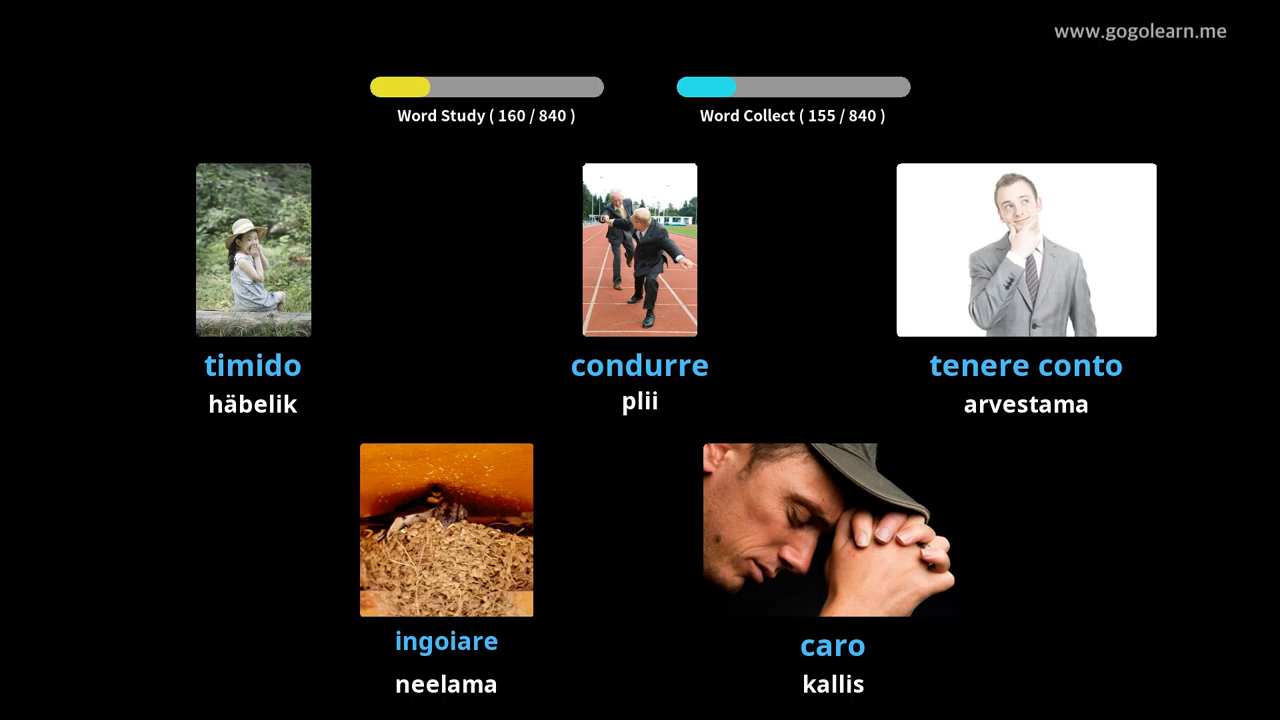 www.gogolearn.me
Word Study ( 160 / 840 )
Word Collect ( 155 / 840 )
timido
häbelik
condurre
plii
tenere conto
arvestama
ingoiare
neelama
caro
kallis